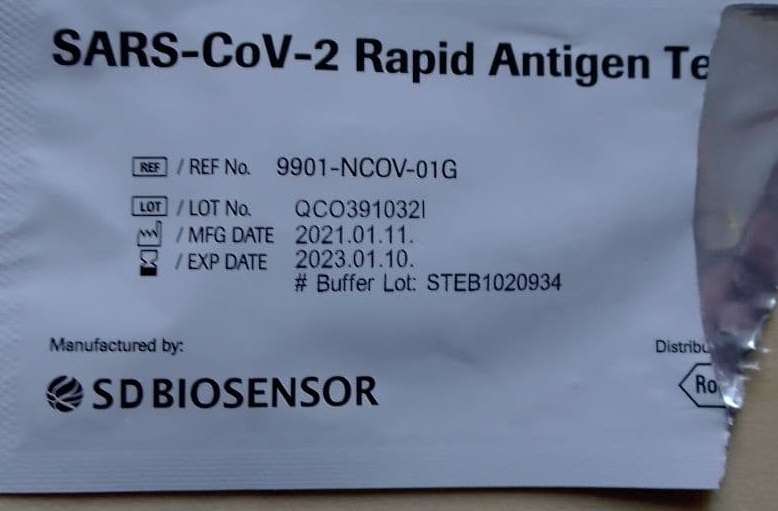 SARS-CoV-2 Rapid Antigen Te
REF / REF No. 9901-NCOV-01G
LOT / LOT No. QCO391032I
/ MFG DATE 2021.01.11.
/ EXP DATE 2023.01.10.
# Buffer Lot: STEB1020934
Manufactured by:
Distribu
SD BIOSENSOR
Ro